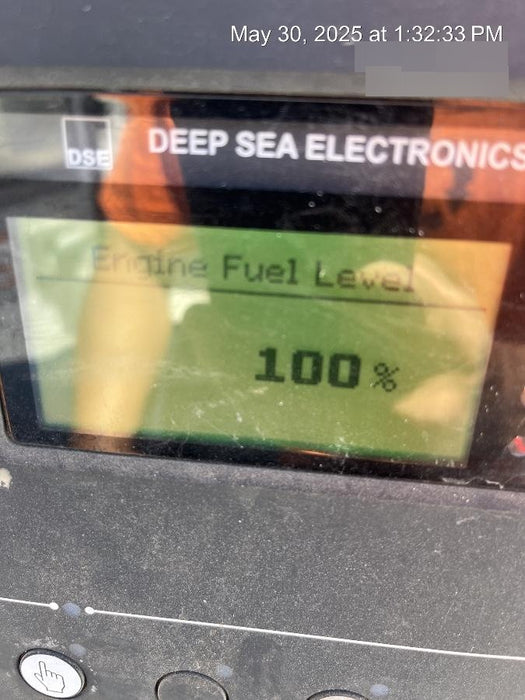 May 30, 2025 at 1:32:33 PM
DSE
DEEP SEA ELECTRONICS
Engine Fuel Level
100 %